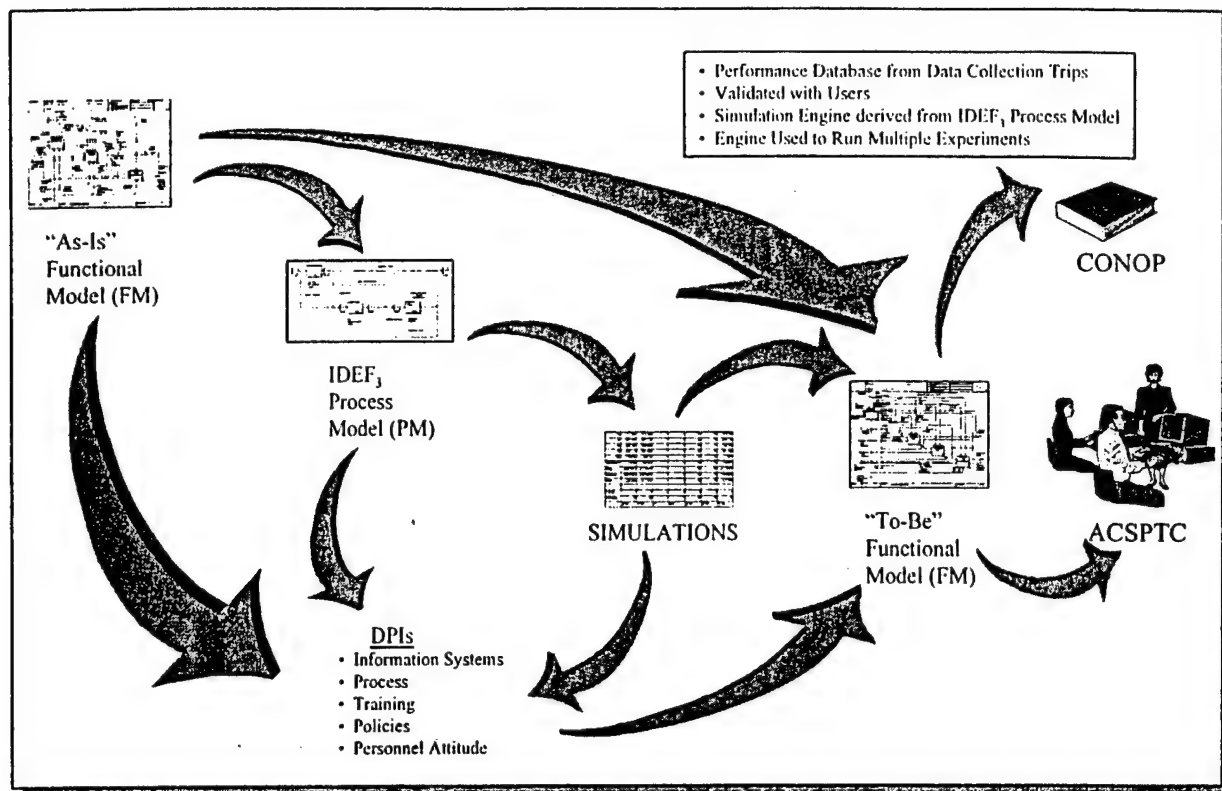 • Performance Database from Data Collection Trips
• Validated with Users
• Simulation Engine derived from IDEF₃ Process Model
• Engine Used to Run Multiple Experiments
"As-Is"
Functional
Model (FM)
CONOP
IDEF₃
Process
Model (PM)
SIMULATIONS
"To-Be"
Functional
Model (FM)
ACSPTC
DPIs
• Information Systems
• Process
• Training
• Policies
• Personnel Attitude